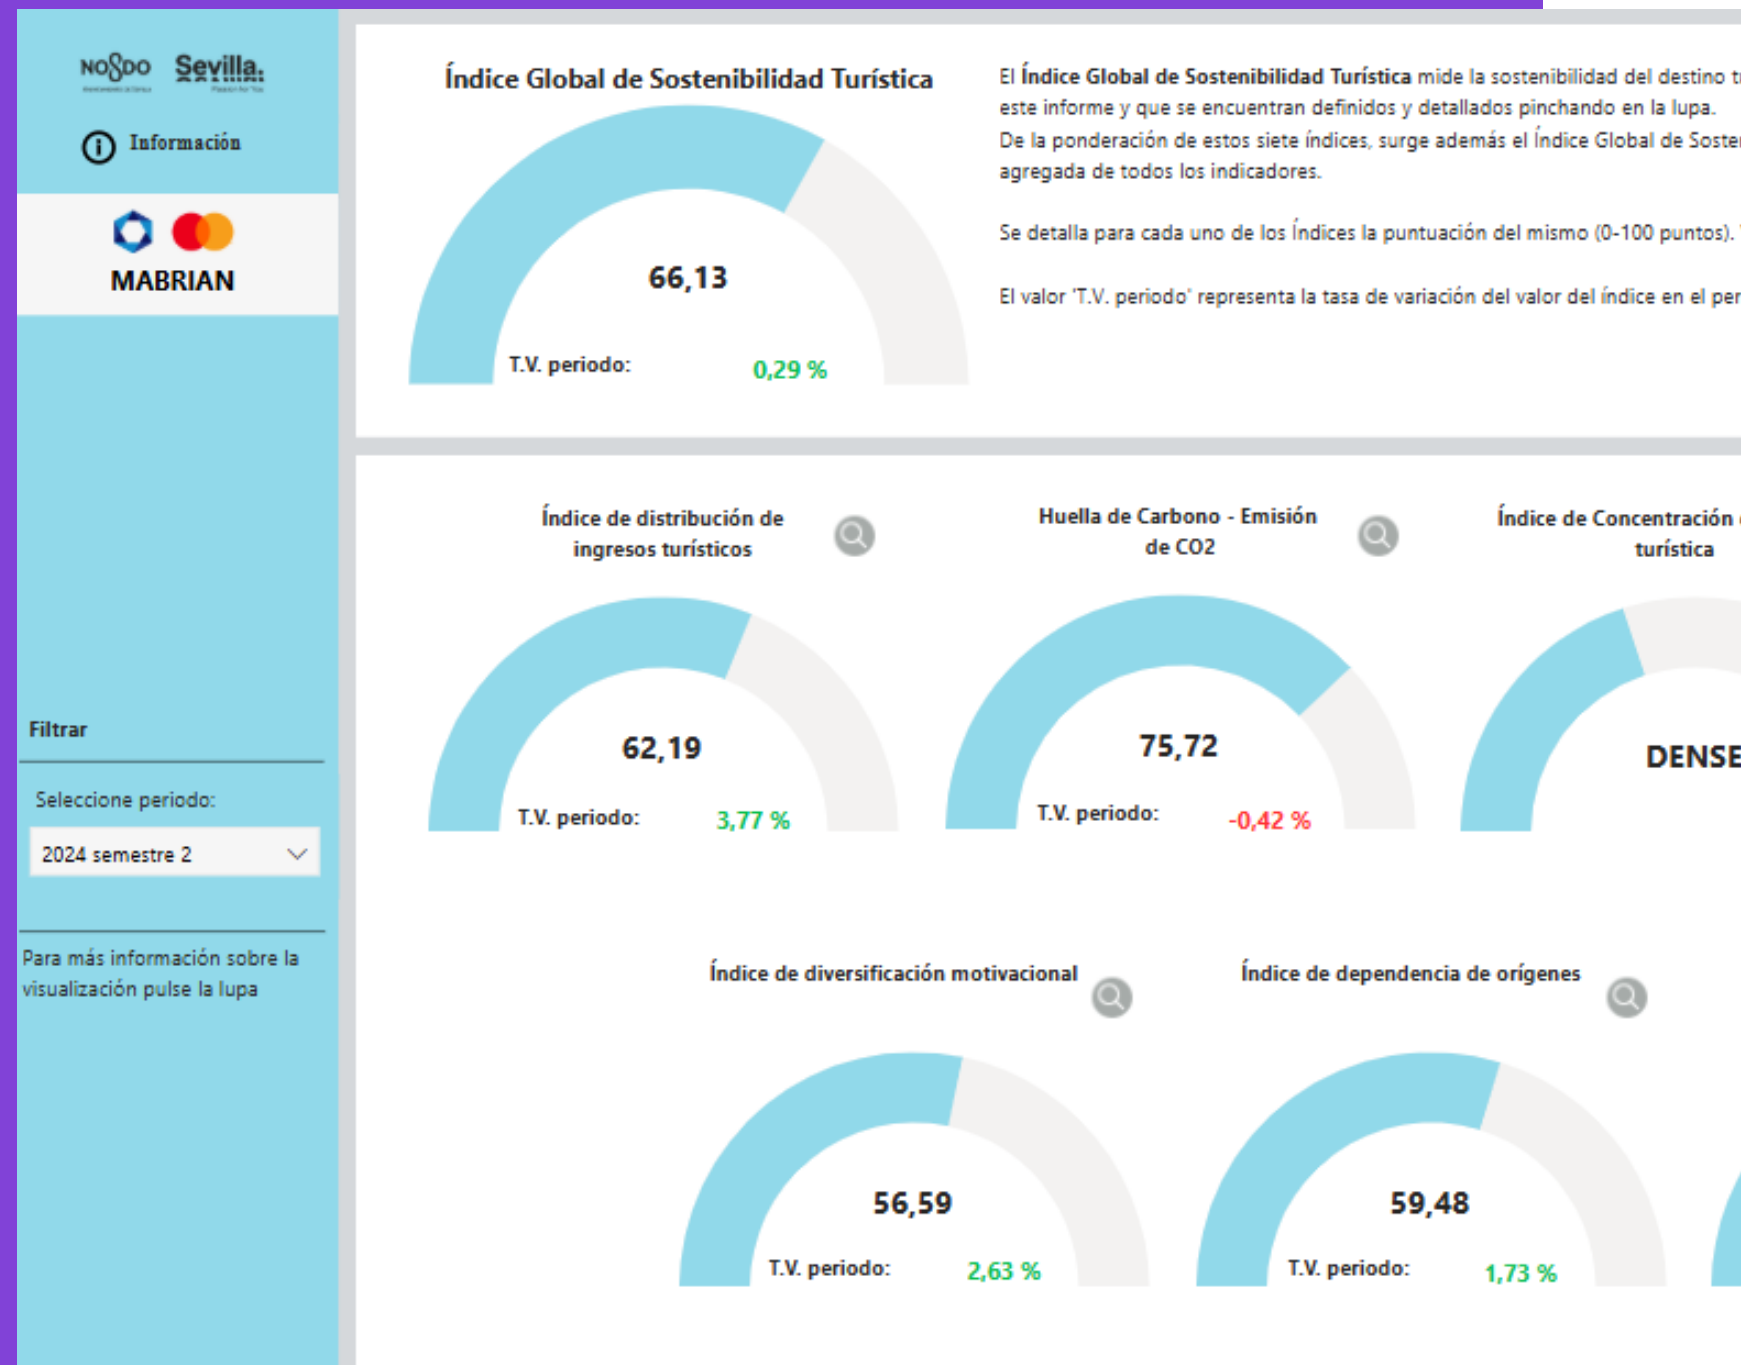 NO8DO Sevilla.
Información
MABRIAN
Filtrar
Seleccione periodo:
2024 semestre 2
Para más información sobre la
visualización pulse la lupa
Índice Global de Sostenibilidad Turística
66,13
T.V. periodo: 0,29 %
El Índice Global de Sostenibilidad Turística mide la sostenibilidad del destino
este informe y que se encuentran definidos y detallados pinchando en la lupa.
De la ponderación de estos siete índices, surge además el Índice Global de
agregada de todos los indicadores.
Se detalla para cada uno de los Índices la puntuación del mismo (0-100 puntos).
El valor 'T.V. periodo' representa la tasa de variación del valor del índice en el
Índice de distribución de
ingresos turísticos
62,19
T.V. periodo: 3,77 %
Huella de Carbono - Emisión
de CO2
75,72
T.V. periodo: -0,42 %
Índice de Concentración
turística
DENSE
Índice de diversificación motivacional
56,59
T.V. periodo: 2,63 %
Índice de dependencia de orígenes
59,48
T.V. periodo: 1,73 %